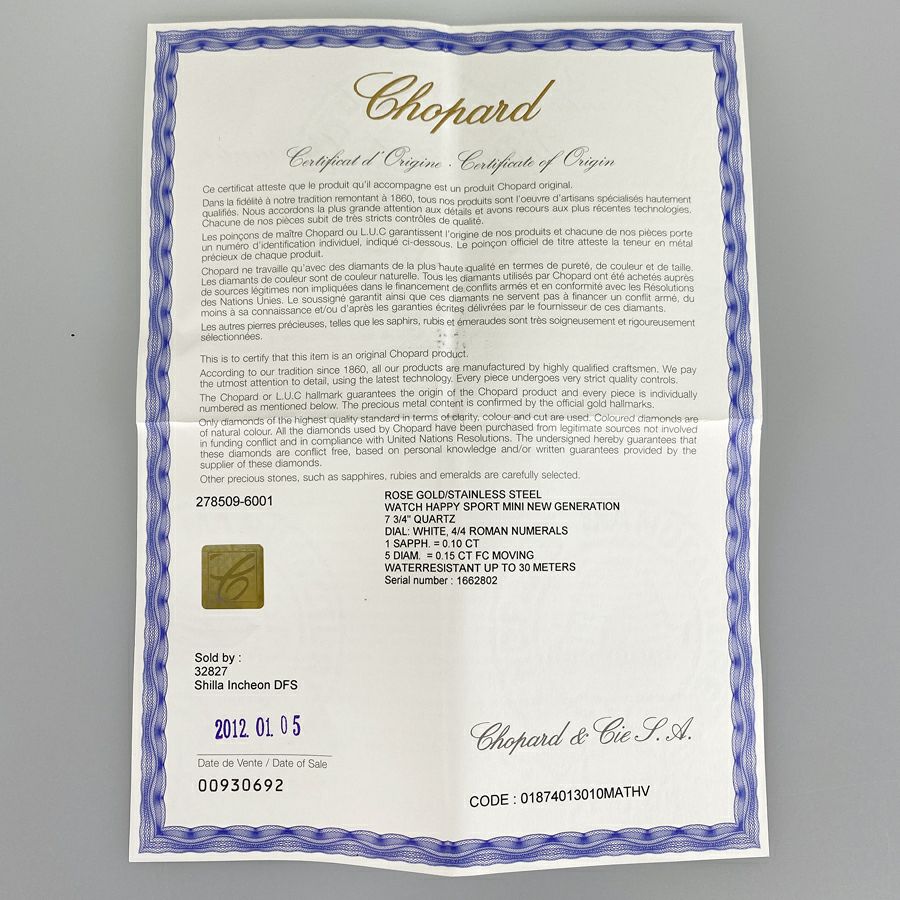 Chopard
Certificat d'Origine - Certificate of Origin
Ce certificat atteste que le produit qu'il accompagne est un produit Chopard original.
Dans la fidélité à notre tradition remontant à 1860, tous nos produits sont l'oeuvre d'artisans spécialisés hautement
qualifiés. Nous accordons la plus grande attention aux détails et avons recours aux plus récentes technologies.
Chacune de nos pièces subit de très stricts contrôles de qualité.
Les poinçons de maître Chopard ou L.U.C garantissent l'origine de nos produits et chacune de nos pièces porte
un numéro d'identification individuel, indiqué ci-dessous. Le poinçon officiel de titre atteste la teneur en métal
précieux de chaque produit.
Chopard ne travaille qu'avec des diamants de la plus haute qualité en termes de pureté, de couleur et de taille.
Les diamants de couleur sont de couleur naturelle. Tous les diamants utilisés par Chopard ont été achetés auprès
de sources légitimes non impliquées dans le financement de conflits armés et en conformité avec les Résolutions
des Nations Unies. Le soussigné garantit ainsi que ces diamants ne servent pas à financer un conflit armé, du
moins à sa connaissance et/ou d'après les garanties écrites délivrées par le fournisseur de ces diamants.
Les autres pierres précieuses, telles que les saphirs, rubis et émeraudes sont très soigneusement et rigoureusement
sélectionnées.
This is to certify that this item is an original Chopard product.
According to our tradition since 1860, all our products are manufactured by highly qualified craftsmen. We pay
the utmost attention to detail, using the latest technology. Every piece undergoes very strict quality controls.
The Chopard or L.U.C hallmark guarantees the origin of the Chopard product and every piece is individually
numbered as mentioned below. The precious metal content is confirmed by the official gold hallmarks.
Only diamonds of the highest quality standard in terms of clarity, colour and cut are used. Coloured diamonds are
of natural colour. All the diamonds used by Chopard have been purchased from legitimate sources not involved
in funding conflict and in compliance with United Nations Resolutions. The undersigned hereby guarantees that
these diamonds are conflict free, based on personal knowledge and/or written guarantees provided by the
supplier of these diamonds.
Other precious stones, such as sapphires, rubies and emeralds are carefully selected.
278509-6001
ROSE GOLD/STAINLESS STEEL
WATCH HAPPY SPORT MINI NEW GENERATION
7 3/4" QUARTZ
DIAL: WHITE, 4/4 ROMAN NUMERALS
1 SAPPH. = 0.10 CT
5 DIAM. = 0.15 CT FC MOVING
WATERRESISTANT UP TO 30 METERS
Serial number : 1662802
C
Sold by :
32827
Shilla Incheon DFS
2012. 01. 05
Date de Vente / Date of Sale
00930692
Chopard & Cie S.A.
CODE : 01874013010MATHV